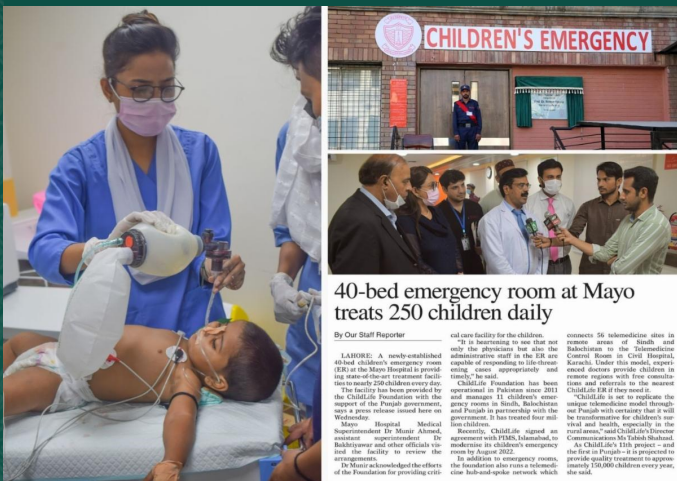 CHILDREN'S EMERGENCY
40-bed emergency room at Mayo
treats 250 children daily
By Our Staff Reporter
LAHORE: A newly-established
40-bed children's emergency room
(ER) at the Mayo Hospital is provid-
ing state-of-the-art treatment facili-
ties to nearly 250 children every day.
The facility has been provided by
the ChildLife Foundation with the
support of the Punjab government,
says a press release issued here on
Wednesday.
Mayo Hospital Medical
Superintendent Dr Munir Ahmed,
assistant superintendent Dr
Bakhtiyawar and other officials vis-
ited the facility to review the
arrangements.
Dr Munir acknowledged the efforts
of the Foundation for providing criti-
cal care facility for the children.
"It is heartening to see that not
only the physicians but also the
administrative staff in the ER are
capable of responding to life-threat-
ening cases appropriately and
timely," he said.
ChildLife Foundation has been
operational in Pakistan since 2011
and manages 11 children's emer-
gency rooms in Sindh, Balochistan
and Punjab in partnership with the
government. It has treated four mil-
lion children.
Recently, ChildLife signed an
agreement with PIMS, Islamabad, to
modernize its children's emergency
room by August 2022.
In addition to emergency rooms,
the foundation also runs a telemedi-
cine hub-and-spoke network which
connects 56 telemedicine sites in
remote areas of Sindh and
Balochistan to the Telemedicine
Control Room in Civil Hospital,
Karachi. Under this model, experi-
enced doctors provide children in
remote regions with free consulta-
tions and referrals to the nearest
ChildLife ER if they need it.
"ChildLife is set to replicate the
unique telemedicine model through-
out Punjab with certainty that it will
be transformative for children's sur-
vival and health, especially in the
rural areas," said ChildLife's Director
Communications Ms Tabish Shahzad.
As ChildLife's 11th project – and
the first in Punjab – it is projected to
provide quality treatment to approx-
imately 150,000 children every year,
she said.